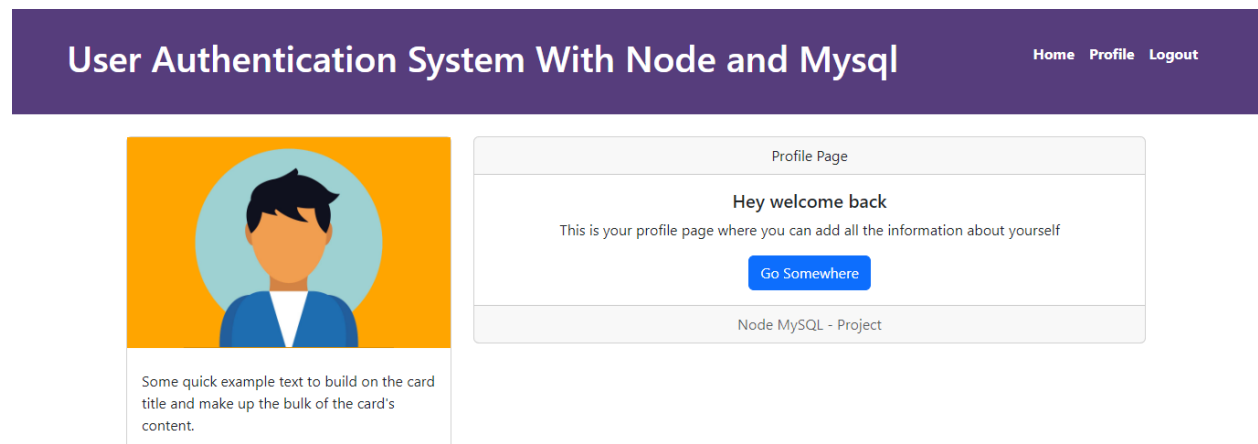 User Authentication System With Node and Mysql
Home Profile Logout
Some quick example text to build on the card
title and make up the bulk of the card's
content.
Profile Page
Hey welcome back
This is your profile page where you can add all the information about yourself
Go Somewhere
Node MySQL - Project